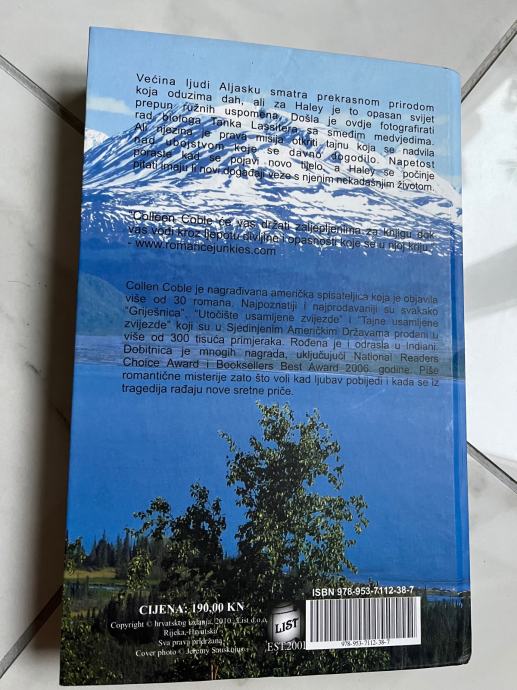 Većina ljudi Aljasku smatra prekrasnom prirodom
koja oduzima dah, ali za Haley je to opasan svijet
prepun ružnih uspomena. Došla je ovdje fotografirati
rad biologa Tanka Lassitera sa smeđim medvjedima.
Ali njezina je prava misija otkriti tajnu koja se nadvila
nad ubojstvom koje se davno dogodilo. Napetost
poraste kad se pojavi novo tijelo, a Haley se počinje
pitati imaju li novi događaji veze s njenim nekadašnjim životom.
"Colleen Coble će vas držati zalijepljenima za knjigu dok
vas vodi kroz ljepotu divljine i opasnosti koje se u njoj kriju."
- www.romancejunkies.com
Collen Coble je nagrađivana američka spisateljica koja je objavila
više od 30 romana. Najpoznatiji i najprodavaniji su svakako
"Griješnica", "Utočište usamljene zvijezde" i "Tajne usamljene
zvijezde" koji su u Sjedinjenim Američkim Državama prodani u
više od 300 tisuća primjeraka. Rođena je i odrasla u Indiani.
Dobitnica je mnogih nagrada, uključujući National Readers
Choice Award i Booksellers Best Award 2006. godine. Piše
romantične misterije zato što voli kad ljubav pobijedi i kada se iz
tragedija rađaju nove sretne priče.
CIJENA: 190,00 KN
Copyright © hrvatskog izdanja, 2010., List d.o.o.
Rijeka, Hrvatska
Sva prava pridržana
Cover photo © Jeremy
LIST
EST.2001
ISBN 978-953-7112-38-7
978-953-7112-38-7